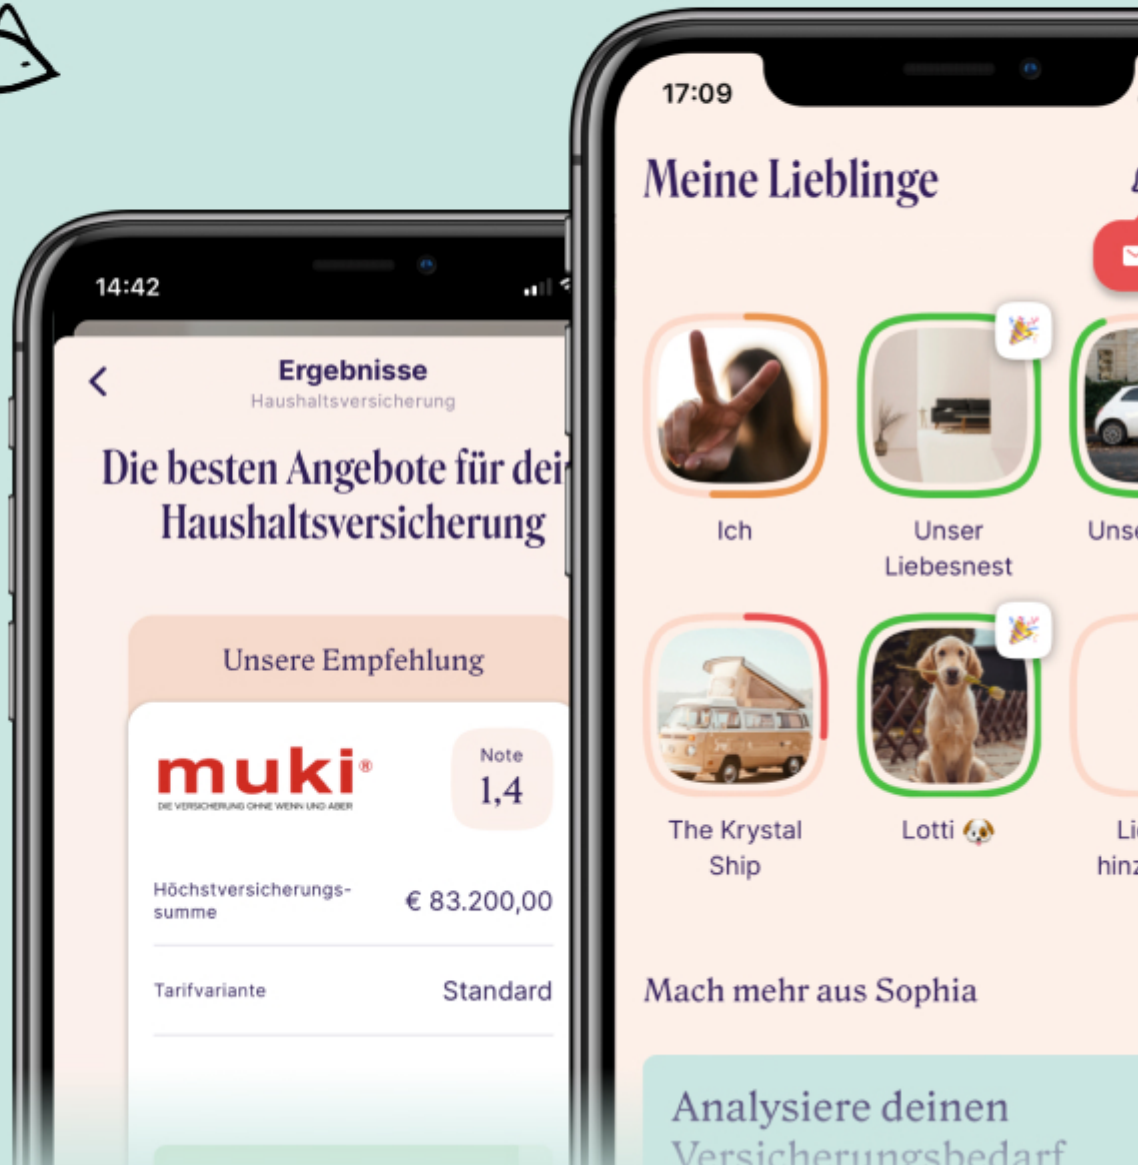 14:42
Ergebnisse
Haushaltsversicherung
Die besten Angebote für
Haushaltsversicherung
Unsere Empfehlung
muki®
DIE VERSICHERUNG OHNE WENN UND ABER
Note
1,4
Höchstversicherungs-
summe
€ 83.200,00
Tarifvariante
Standard
17:09
Meine Lieblinge
Ich
Unser
Liebesnest
The Krystal
Ship
Lotti
Mach mehr aus Sophia
Analysiere deinen
Versicherungsbedarf